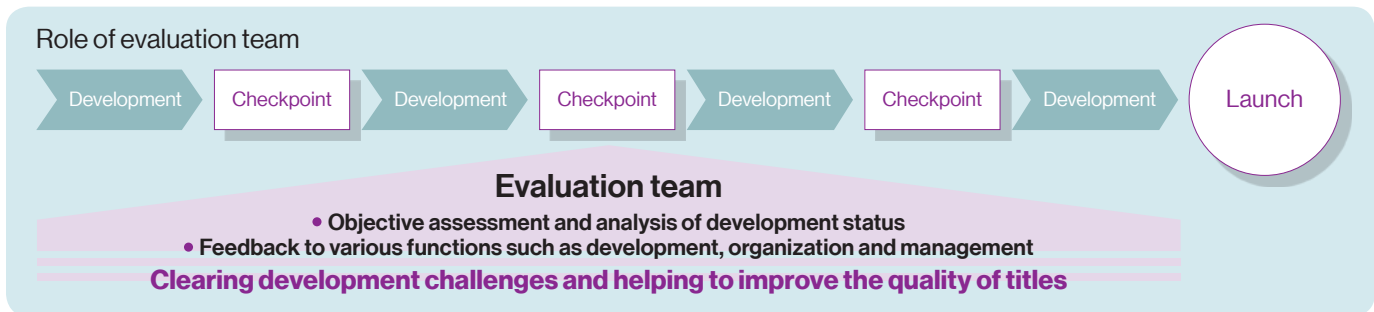 Role of evaluation team
Development
Checkpoint
Development
Checkpoint
Development
Checkpoint
Development
Launch
Evaluation team
• Objective assessment and analysis of development status
• Feedback to various functions such as development, organization and management
Clearing development challenges and helping to improve the quality of titles